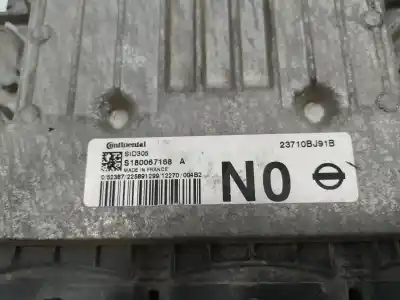 Continental
SID305 23710BJ91B
S180067168 A
MADE IN FRANCE
N0